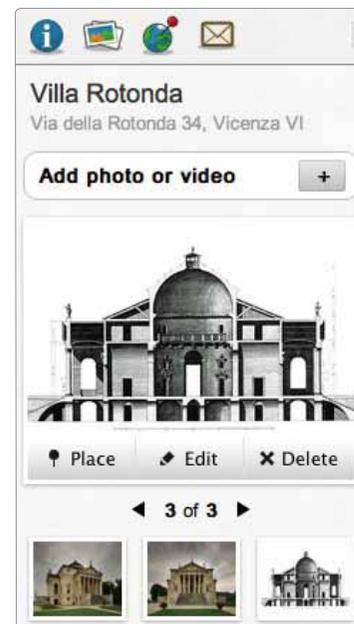 Villa Rotonda
Via della Rotonda 34, Vicenza VI
Add photo or video +
Place Edit Delete
3 of 3